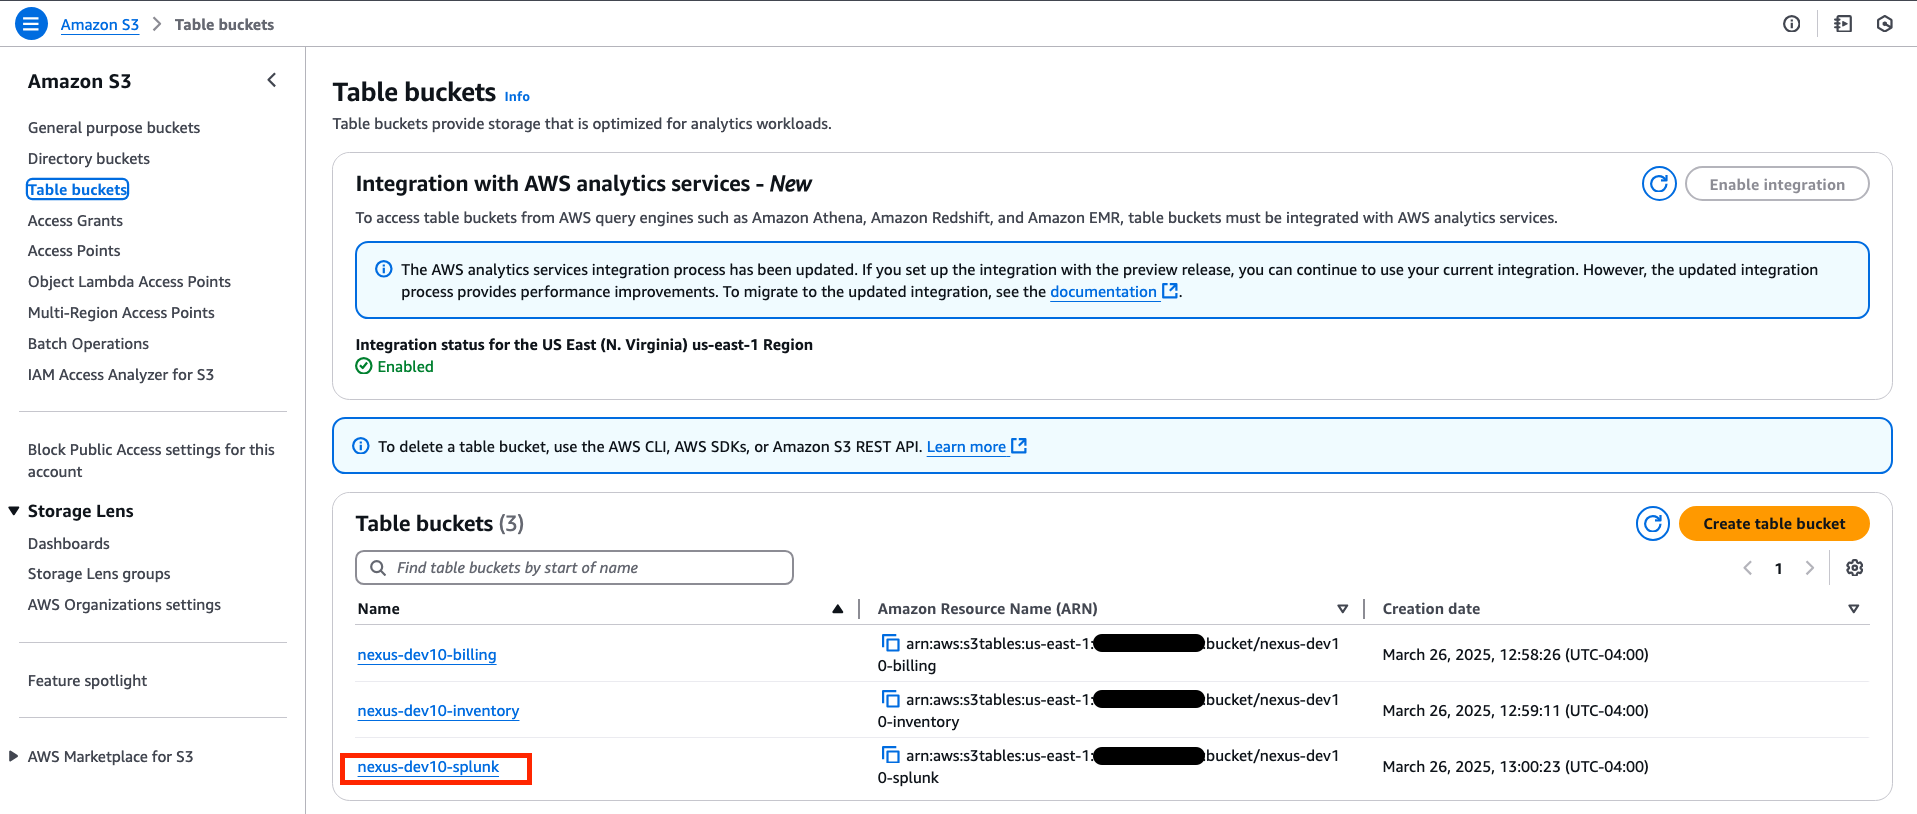 Amazon S3 > Table buckets
Amazon S3
General purpose buckets
Directory buckets
Table buckets
Access Grants
Access Points
Object Lambda Access Points
Multi-Region Access Points
Batch Operations
IAM Access Analyzer for S3
Block Public Access settings for this
account
Storage Lens
Dashboards
Storage Lens groups
AWS Organizations settings
Feature spotlight
AWS Marketplace for S3
Table buckets Info
Table buckets provide storage that is optimized for analytics workloads.
Integration with AWS analytics services - New
Enable integration
To access table buckets from AWS query engines such as Amazon Athena, Amazon Redshift, and Amazon EMR, table buckets must be integrated with AWS analytics services.
The AWS analytics services integration process has been updated. If you set up the integration with the preview release, you can continue to use your current integration. However, the updated integration
process provides performance improvements. To migrate to the updated integration, see the documentation.
Integration status for the US East (N. Virginia) us-east-1 Region
Enabled
To delete a table bucket, use the AWS CLI, AWS SDKs, or Amazon S3 REST API. Learn more
Table buckets (3)
Create table bucket
Find table buckets by start of name
1
Name Amazon Resource Name (ARN) Creation date
nexus-dev10-billing arn:aws:s3tables:us-east-1: bucket/nexus-dev1 March 26, 2025, 12:58:26 (UTC-04:00)
0-billing
nexus-dev10-inventory arn:aws:s3tables:us-east-1: bucket/nexus-dev1 March 26, 2025, 12:59:11 (UTC-04:00)
0-inventory
nexus-dev10-splunk arn:aws:s3tables:us-east-1: bucket/nexus-dev1 March 26, 2025, 13:00:23 (UTC-04:00)
0-splunk